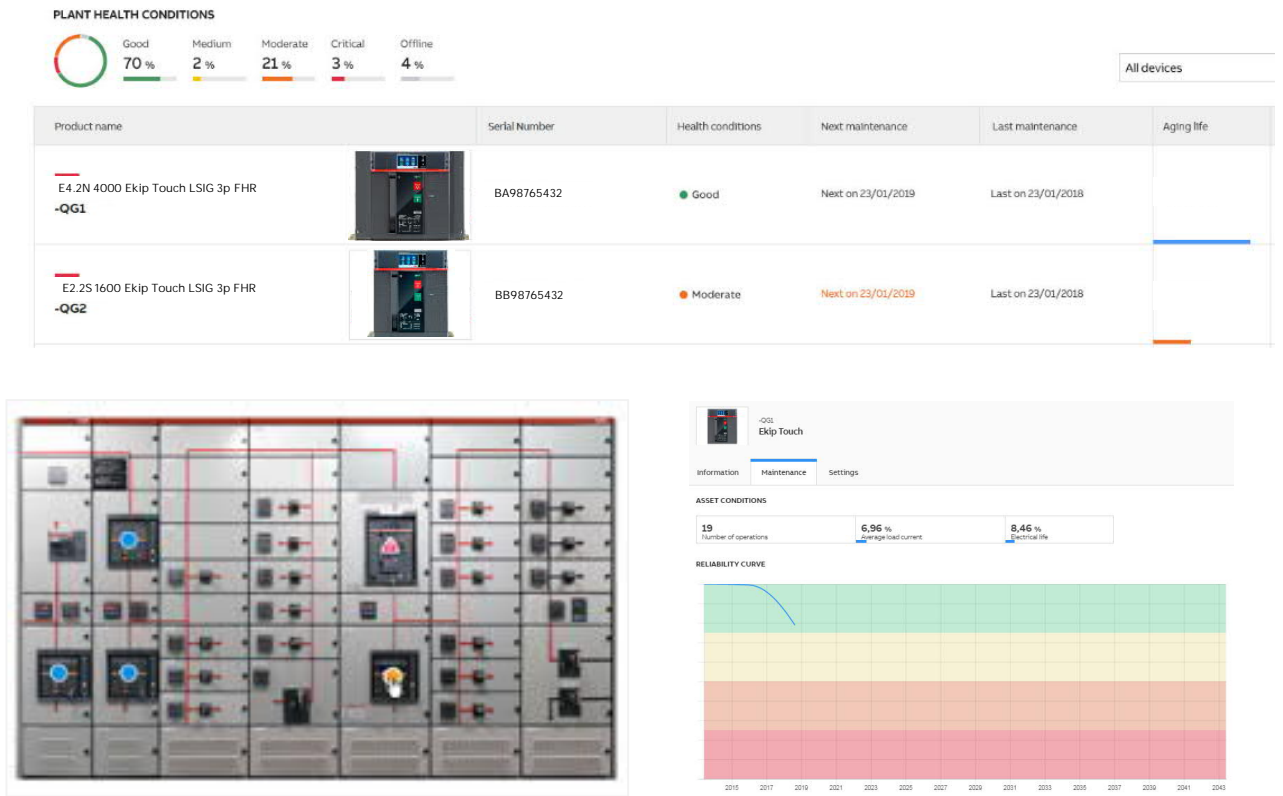 PLANT HEALTH CONDITIONS
Good Medium Moderate Critical Offline
70 % 2 % 21 % 3 % 4 %
All devices
Product name Serial Number Health conditions Next maintenance Last maintenance Aging life
E4.2N 4000 Ekip Touch LSIG 3p FHR BA98765432 Good Next on 23/01/2019 Last on 23/01/2018
-QG1
E2.2S 1600 Ekip Touch LSIG 3p FHR BB98765432 Moderate Next on 23/01/2019 Last on 23/01/2018
-QG2
-QG1
Ekip Touch
Information Maintenance Settings
ASSET CONDITIONS
19 6,96 % 8,46 %
Number of operations Average load current Electrical life
RELIABILITY CURVE
2015 2017 2019 2021 2023 2025 2027 2029 2031 2033 2035 2037 2039 2041 2043